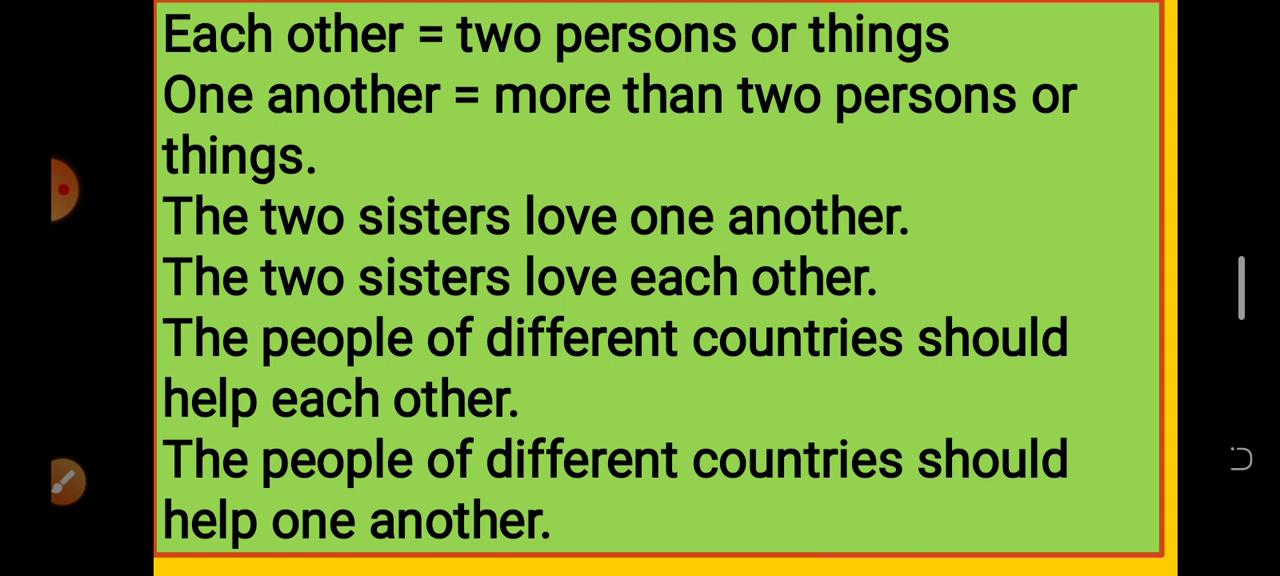 Each other = two persons or things
One another = more than two persons or
things.
The two sisters love one another.
The two sisters love each other.
The people of different countries should
help each other.
The people of different countries should
help one another.